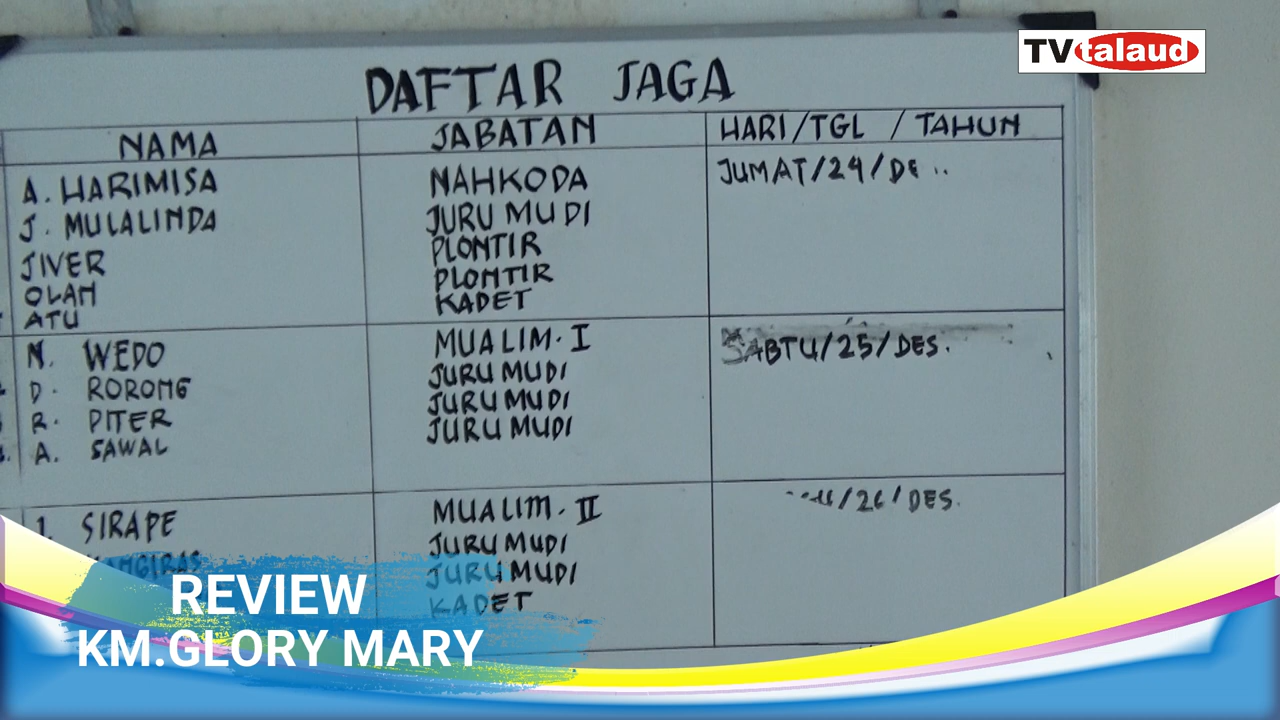 TVtalaud
DAFTAR JAGA
NAMA JABATAN HARI/TGL / TAHUN
A. HARIMISA NAHKODA JUMAT/24/DE
J. MULALINDA JURU MUDI
JIVER PLONTIR
OLAN PLONTIR
ATU KADET
N. WEDO MUALIM. I SABTU/25/DES.
D. RORONG JURU MUDI
R. PITER JURU MUDI
A. SAWAL JURU MUDI
SIRAPE MUALIM. II /26/DES.
JURU MUDI
JURU MUDI
KADET
REVIEW
KM.GLORY MARY